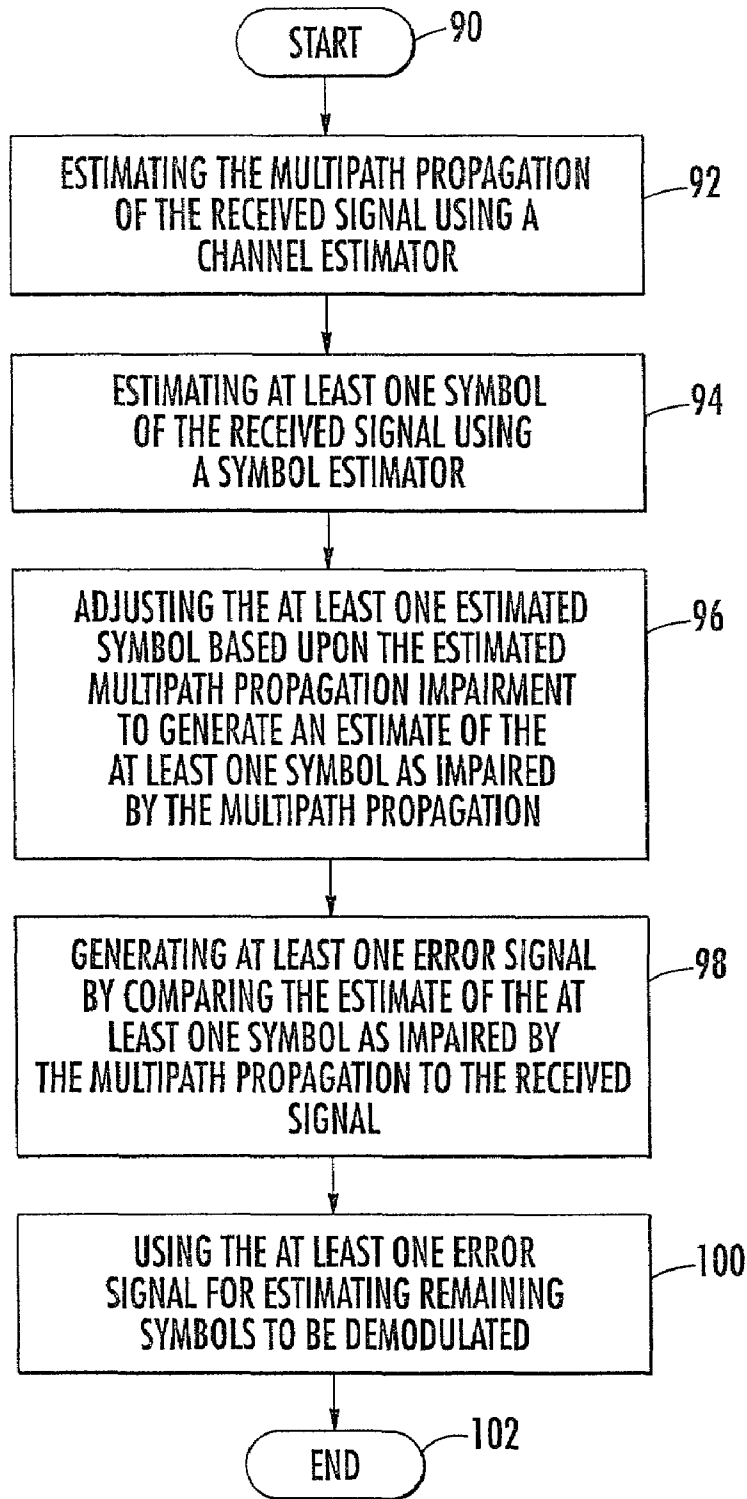 START
90
ESTIMATING THE MULTIPATH PROPAGATION
OF THE RECEIVED SIGNAL USING A
CHANNEL ESTIMATOR
92
ESTIMATING AT LEAST ONE SYMBOL
OF THE RECEIVED SIGNAL USING
A SYMBOL ESTIMATOR
94
ADJUSTING THE AT LEAST ONE ESTIMATED
SYMBOL BASED UPON THE ESTIMATED
MULTIPATH PROPAGATION IMPAIRMENT
TO GENERATE AN ESTIMATE OF THE
AT LEAST ONE SYMBOL AS IMPAIRED
BY THE MULTIPATH PROPAGATION
96
GENERATING AT LEAST ONE ERROR SIGNAL
BY COMPARING THE ESTIMATE OF THE AT
LEAST ONE SYMBOL AS IMPAIRED BY
THE MULTIPATH PROPAGATION TO THE RECEIVED
SIGNAL
98
USING THE AT LEAST ONE ERROR
SIGNAL FOR ESTIMATING REMAINING
SYMBOLS TO BE DEMODULATED
100
END
102